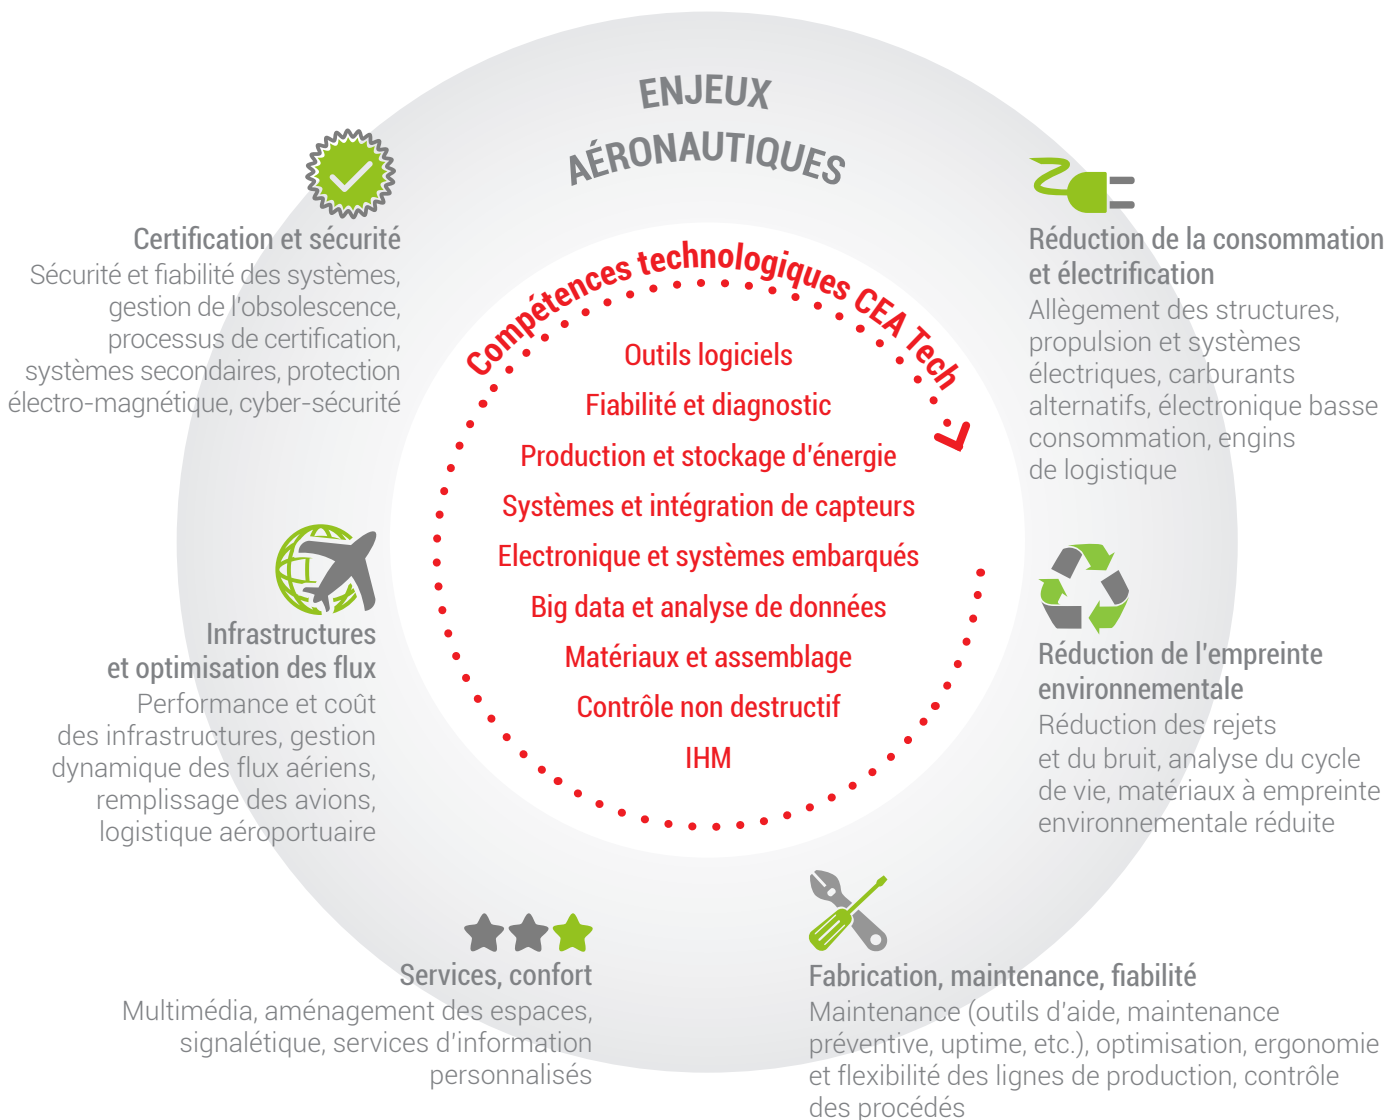 ENJEUX
AÉRONAUTIQUES
Certification et sécurité
Sécurité et fiabilité des systèmes,
gestion de l'obsolescence,
processus de certification,
systèmes secondaires, protection
électro-magnétique, cyber-sécurité
Réduction de la consommation
et électrification
Allègement des structures,
propulsion et systèmes
électriques, carburants
alternatifs, électronique basse
consommation, engins
de logistique
Compétences technologiques CEA Tech
Outils logiciels
Fiabilité et diagnostic
Production et stockage d'énergie
Systèmes et intégration de capteurs
Electronique et systèmes embarqués
Big data et analyse de données
Matériaux et assemblage
Contrôle non destructif
IHM
Infrastructures
et optimisation des flux
Performance et coût
des infrastructures, gestion
dynamique des flux aériens,
remplissage des avions,
logistique aéroportuaire
Réduction de l'empreinte
environnementale
Réduction des rejets
et du bruit, analyse du cycle
de vie, matériaux à empreinte
environnementale réduite
Services, confort
Multimédia, aménagement des espaces,
signalétique, services d'information
personnalisés
Fabrication, maintenance, fiabilité
Maintenance (outils d'aide, maintenance
préventive, uptime, etc.), optimisation, ergonomie
et flexibilité des lignes de production, contrôle
des procédés